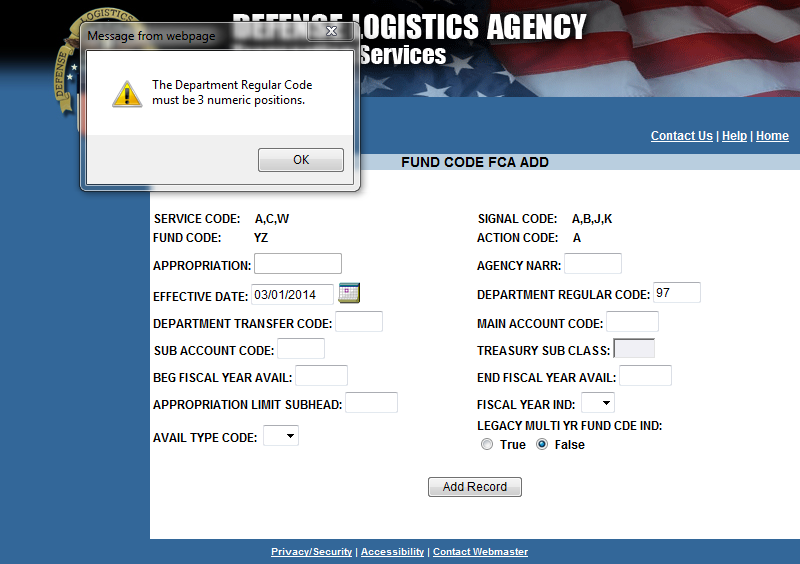 DEFENSE LOGISTICS AGENCY
Services
DEFENSE
LOGISTICS
Message from webpage
The Department Regular Code
must be 3 numeric positions.
OK
Contact Us | Help | Home
FUND CODE FCA ADD
SERVICE CODE: A,C,W
SIGNAL CODE: A,B,J,K
FUND CODE: YZ
ACTION CODE: A
APPROPRIATION:
AGENCY NARR:
EFFECTIVE DATE: 03/01/2014
DEPARTMENT REGULAR CODE: 97
DEPARTMENT TRANSFER CODE:
MAIN ACCOUNT CODE:
SUB ACCOUNT CODE:
TREASURY SUB CLASS:
BEG FISCAL YEAR AVAIL:
END FISCAL YEAR AVAIL:
APPROPRIATION LIMIT SUBHEAD:
FISCAL YEAR IND:
AVAIL TYPE CODE:
LEGACY MULTI YR FUND CDE IND:
True False
Add Record
Privacy/Security | Accessibility | Contact Webmaster